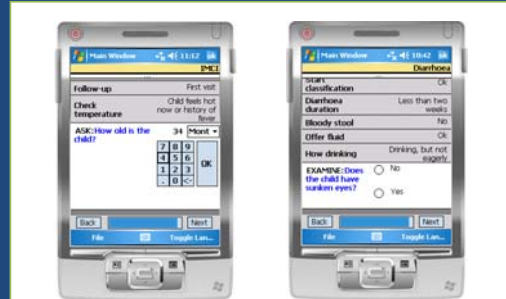 Main Window 11:12 ok
IMCI
Follow-up First visit
Check temperature Child feels hot now or history of fever
ASK:How old is the child? 34 Mont
7 8 9
4 5 6 OK
1 2 3
. 0 <-
Back Next
File Toggle Lan...
Main Window 10:42 ok
Diarrhoea
Start classification Ok
Diarrhoea duration Less than two weeks
Bloody stool No
Offer fluid Ok
How drinking Drinking, but not eagerly
EXAMINE:Does the child have sunken eyes? No
Yes
Back Next
File Toggle Lan...